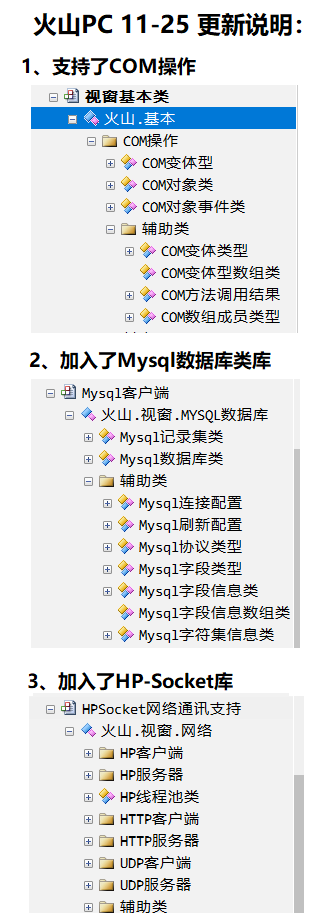 火山PC 11-25 更新说明：
1、支持了COM操作
视窗基本类
火山.基本
COM操作
COM变体型
COM对象类
COM对象事件类
辅助类
COM变体类型
COM变体型数组类
COM方法调用结果
COM数组成员类型
2、加入了Mysql数据库类库
Mysql客户端
火山.视窗.MYSQL数据库
Mysql记录集类
Mysql数据库类
辅助类
Mysql连接配置
Mysql刷新配置
Mysql协议类型
Mysql字段类型
Mysql字段信息类
Mysql字段信息数组类
Mysql字符集信息类
3、加入了HP-Socket库
HPSocket网络通讯支持
火山.视窗.网络
HP客户端
HP服务器
HP线程池类
HTTP客户端
HTTP服务器
UDP客户端
UDP服务器
辅助类